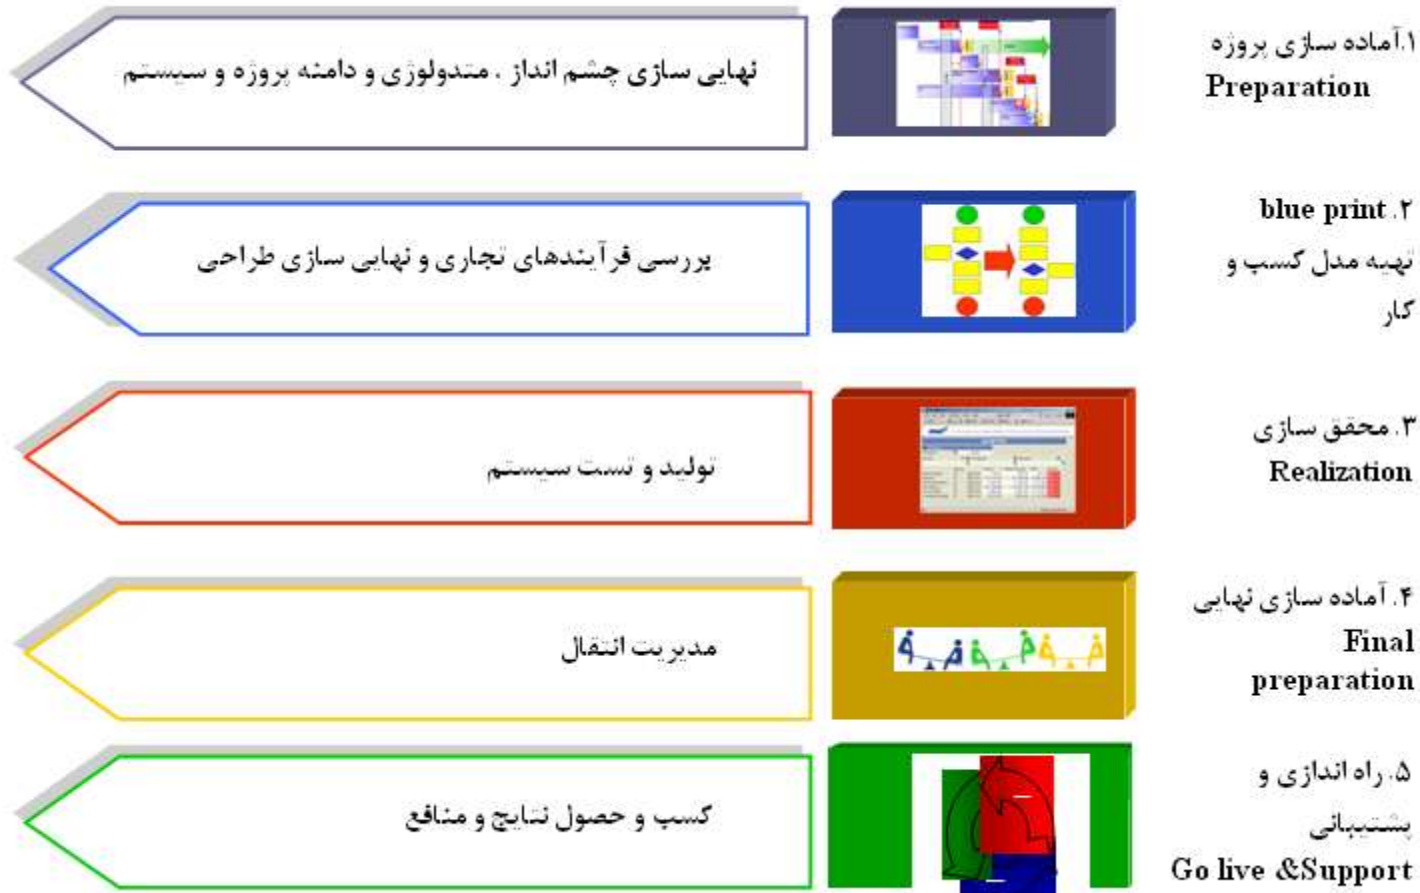 ۱.آماده سازی پروژه
Preparation
نهایی سازی چشم انداز ، متدولوژی و دامنه پروژه و سیستم
۲. blue print
تهیه مدل کسب و
کار
بررسی فرآیندهای تجاری و نهایی سازی طراحی
۳. محقق سازی
Realization
تولید و تست سیستم
۴. آماده سازی نهایی
Final
preparation
مدیریت انتقال
۵. راه اندازی و
پشتیبانی
Go live &Support
کسب و حصول نتایج و منافع